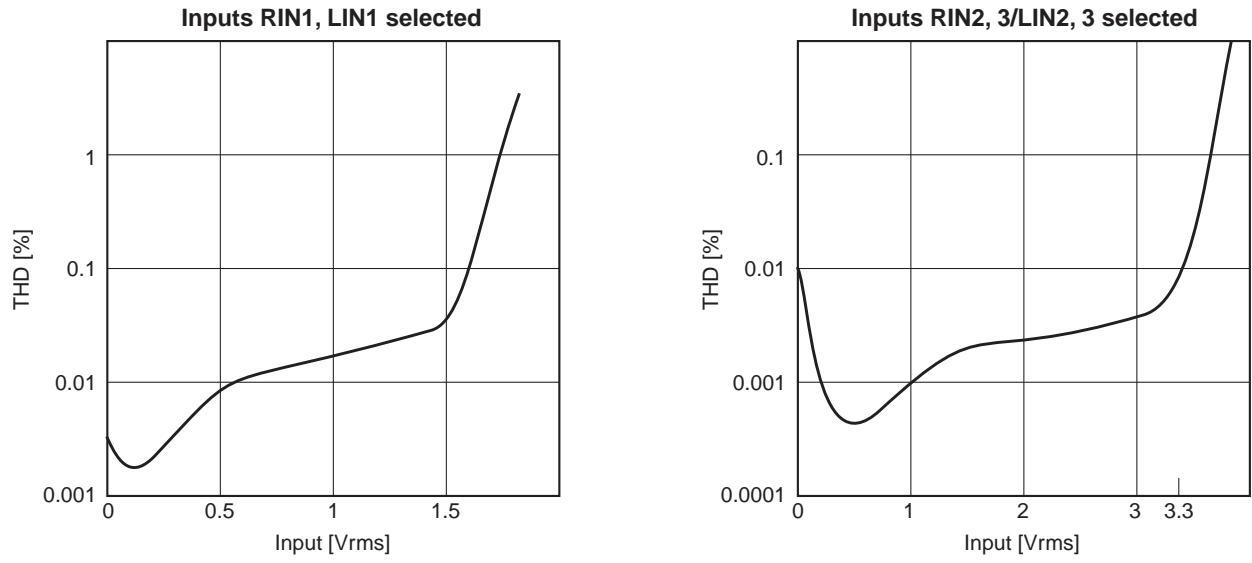 Inputs RIN1, LIN1 selected
1
0.1
0.01
0.001
THD [%]
0
0.5
1
1.5
Input [Vrms]
Inputs RIN2, 3/LIN2, 3 selected
0.1
0.01
0.001
0.0001
THD [%]
0
1
2
3
3.3
Input [Vrms]